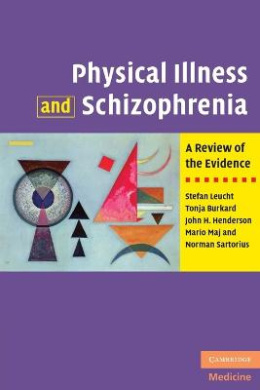 Physical Illness
and Schizophrenia
A Review of the
Evidence
Stefan Leucht
Tonja Burkard
John H. Henderson
Mario Maj and
Norman Sartorius
CAMBRIDGE
Medicine